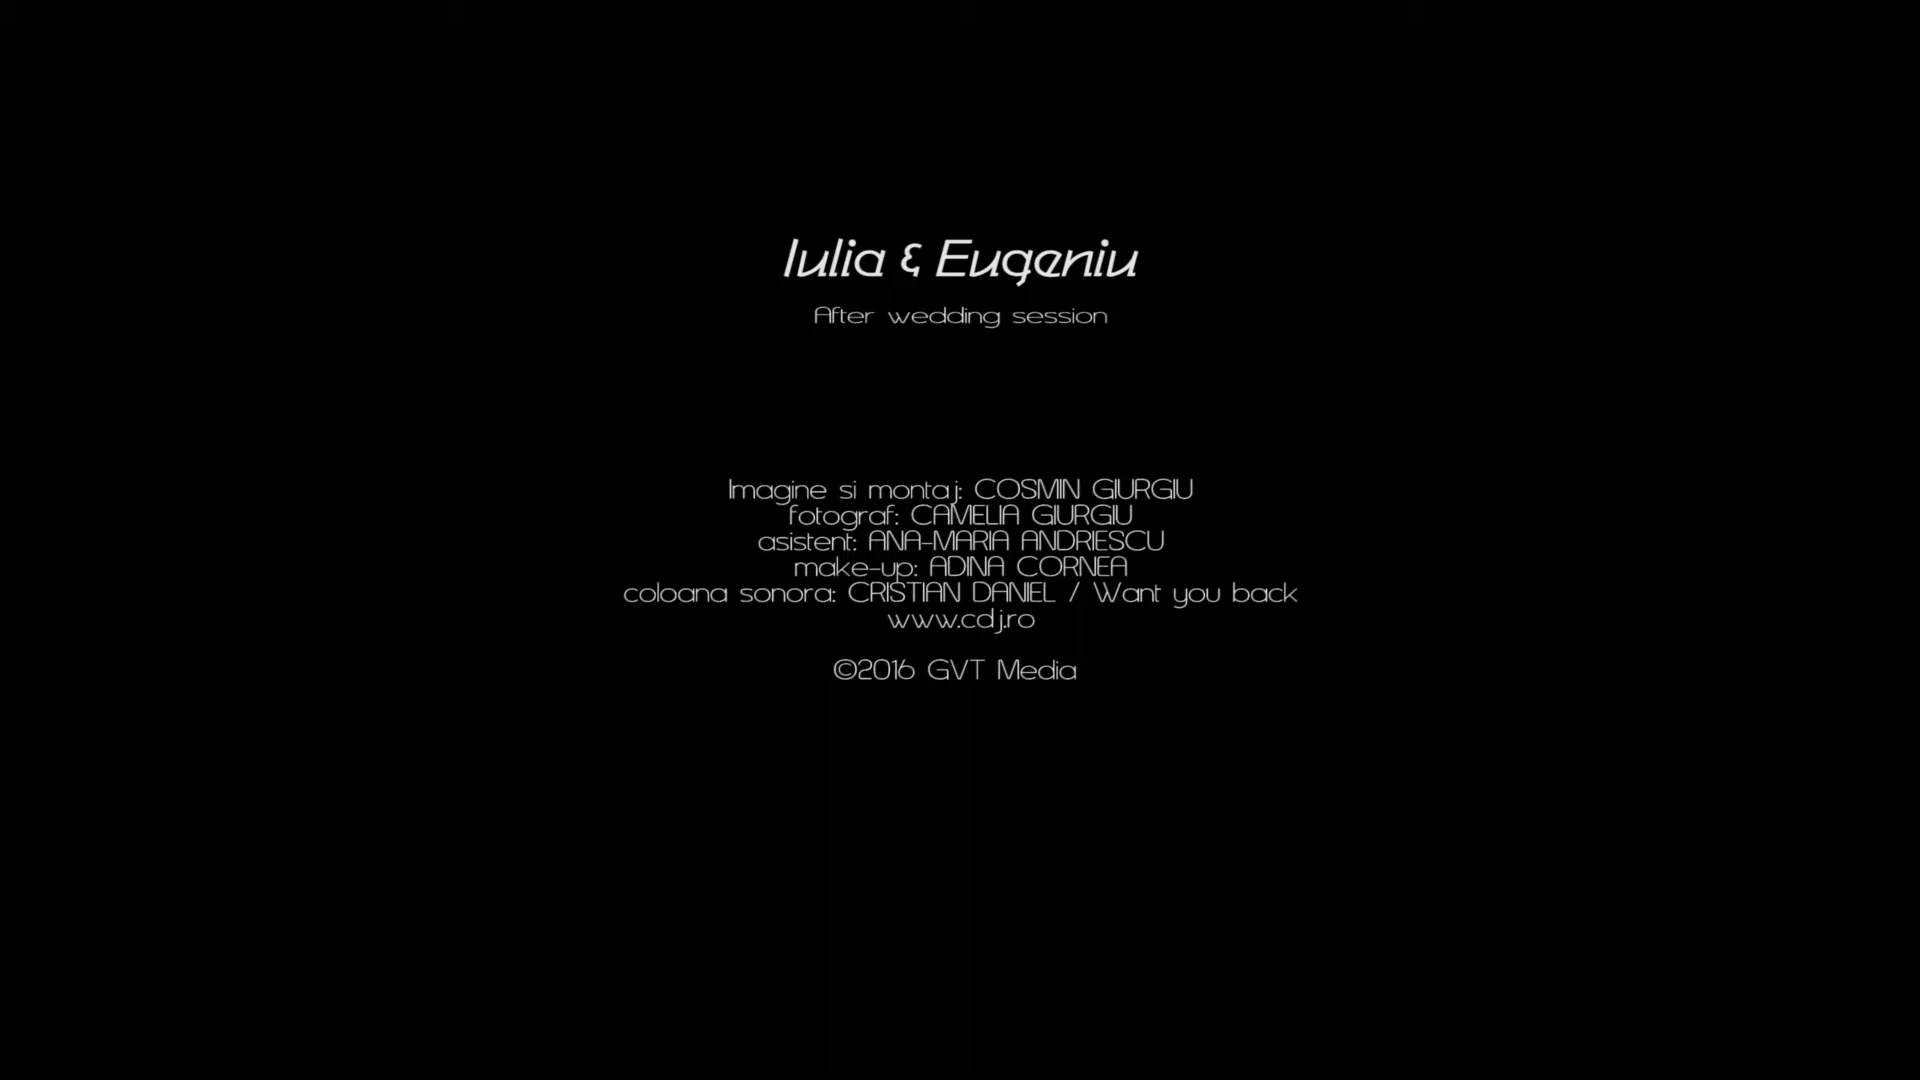 Iulia & Eugeniu
After wedding session
Imagine si montaj: COSMIN GIURGIU
fotograf: CAMELIA GIURGIU
asistent: ANA-MARIA ANDRIESCU
make-up: ADINA CORNEA
coloana sonora: CRISTIAN DANIEL / Want you back
www.cdj.ro
©2016 GVT Media